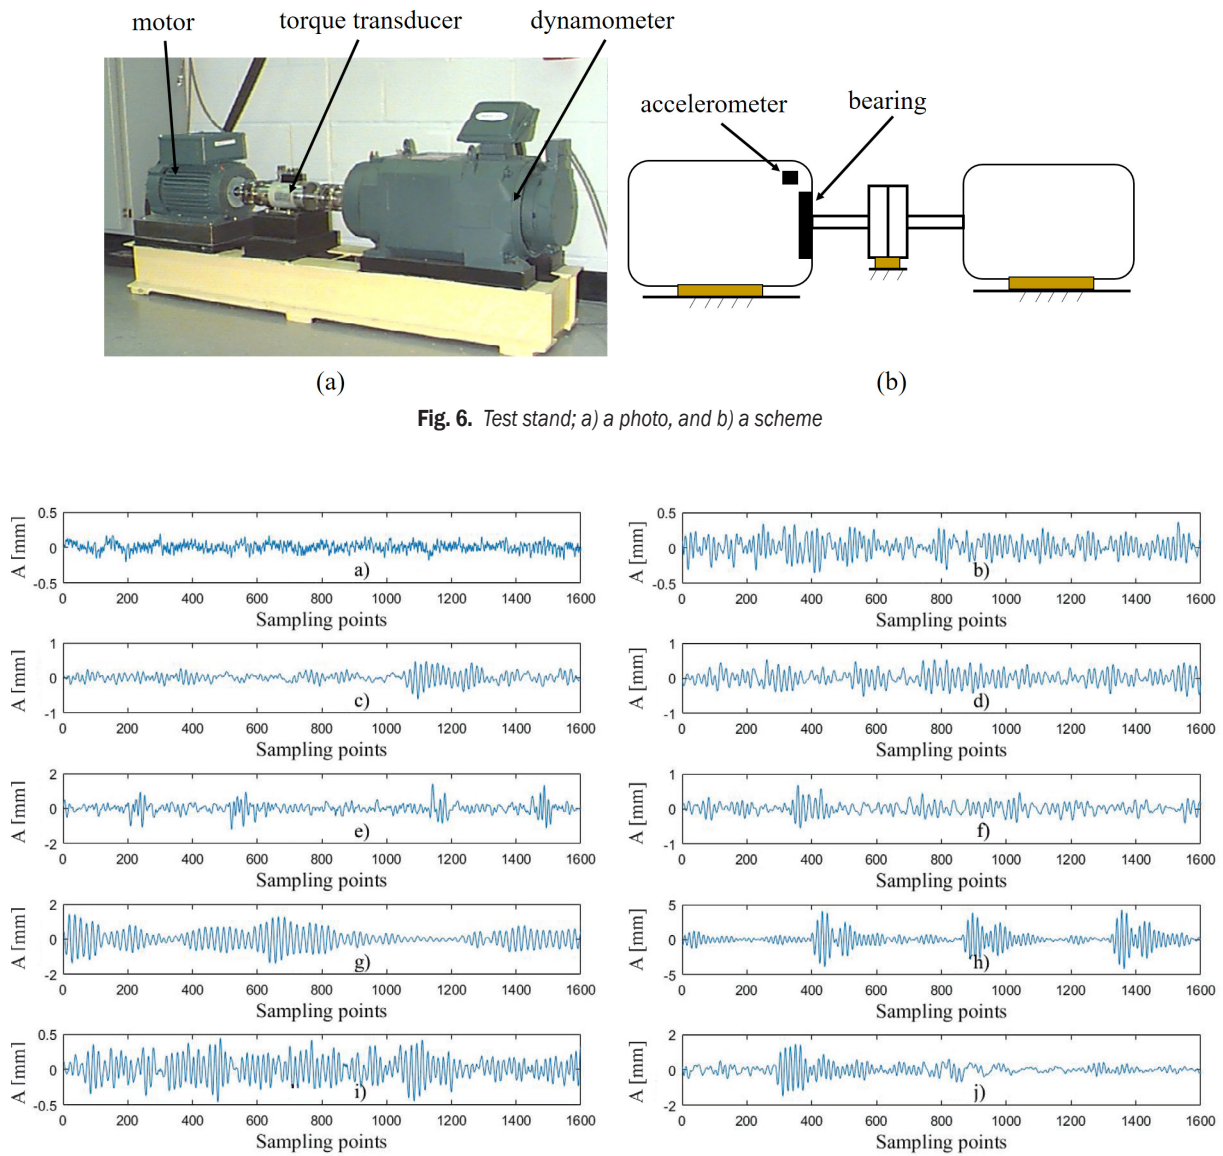 motor
torque transducer
dynamometer
accelerometer
bearing
(a)
(b)
Fig. 6. Test stand; a) a photo, and b) a scheme
A [mm]
0.5
0
-0.5
a)
0 200 400 600 800 1000 1200 1400 1600
Sampling points
A [mm]
0.5
0
-0.5
b)
0 200 400 600 800 1000 1200 1400 1600
Sampling points
A [mm]
1
0
-1
c)
0 200 400 600 800 1000 1200 1400 1600
Sampling points
A [mm]
1
0
-1
d)
0 200 400 600 800 1000 1200 1400 1600
Sampling points
A [mm]
2
0
-2
e)
0 200 400 600 800 1000 1200 1400 1600
Sampling points
A [mm]
1
0
-1
f)
0 200 400 600 800 1000 1200 1400 1600
Sampling points
A [mm]
2
0
-2
g)
0 200 400 600 800 1000 1200 1400 1600
Sampling points
A [mm]
5
0
-5
h)
0 200 400 600 800 1000 1200 1400 1600
Sampling points
A [mm]
0.5
0
-0.5
i)
0 200 400 600 800 1000 1200 1400 1600
Sampling points
A [mm]
2
0
-2
j)
0 200 400 600 800 1000 1200 1400 1600
Sampling points